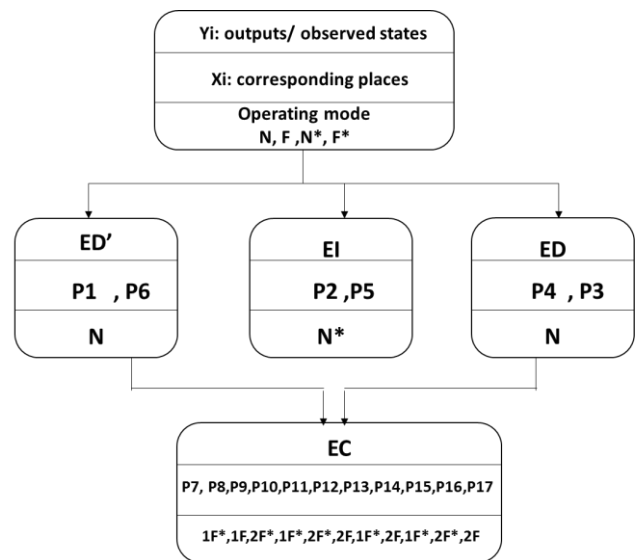 Yi: outputs/ observed states
Xi: corresponding places
Operating mode
N, F ,N*, F*
ED’
P1 , P6
N
EI
P2 ,P5
N*
ED
P4 , P3
N
EC
P7, P8,P9,P10,P11,P12,P13,P14,P15,P16,P17
1F*,1F,2F*,1F*,2F*,2F,1F*,2F,1F*,2F*,2F